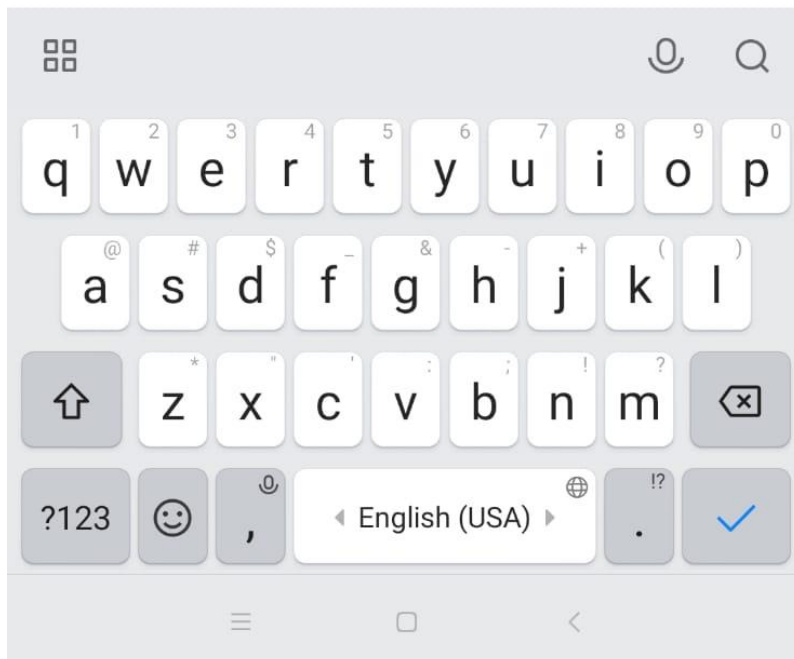 1 2 3 4 5 6 7 8 9 0
q w e r t y u i o p
@ # $ _ & - + ( )
a s d f g h j k l
* " ' : ; ! ?
z x c v b n m
!?
?123 , English (USA) .